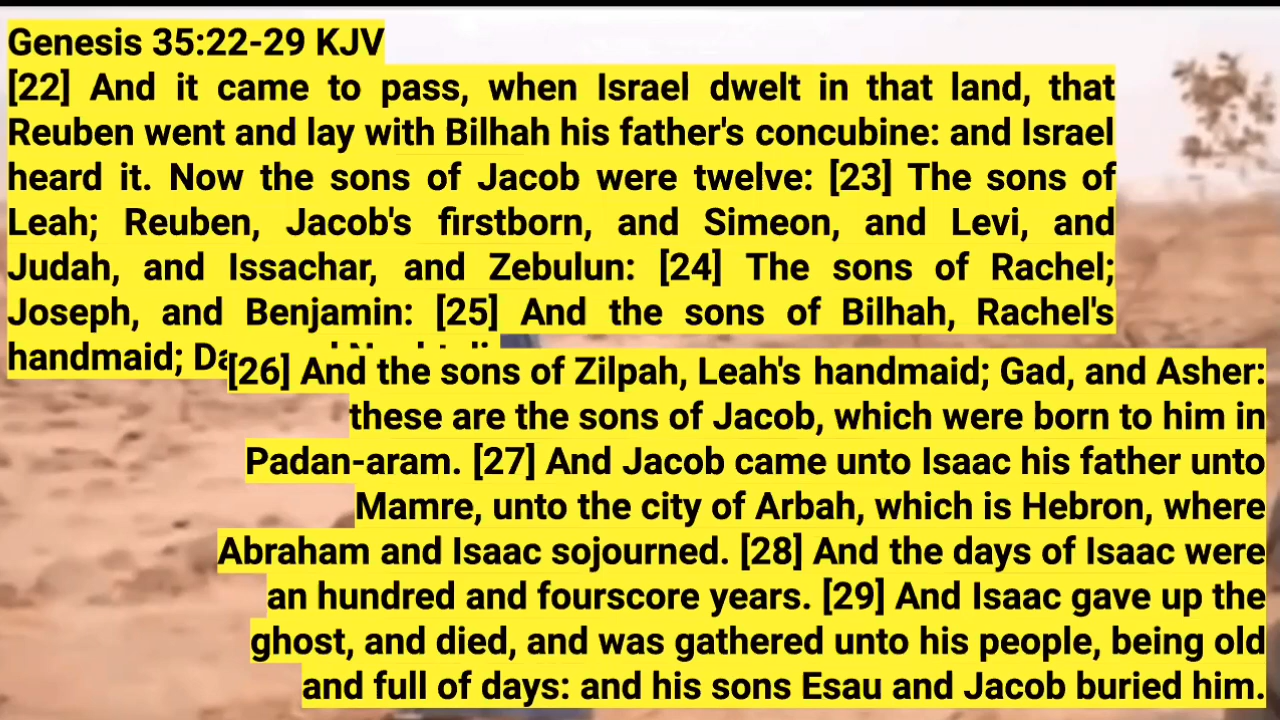 Genesis 35:22-29 KJV
[22] And it came to pass, when Israel dwelt in that land, that
Reuben went and lay with Bilhah his father's concubine: and Israel
heard it. Now the sons of Jacob were twelve: [23] The sons of
Leah; Reuben, Jacob's firstborn, and Simeon, and Levi, and
Judah, and Issachar, and Zebulun: [24] The sons of Rachel;
Joseph, and Benjamin: [25] And the sons of Bilhah, Rachel's
handmaid;
[26] And the sons of Zilpah, Leah's handmaid; Gad, and Asher:
these are the sons of Jacob, which were born to him in
Padan-aram. [27] And Jacob came unto Isaac his father unto
Mamre, unto the city of Arbah, which is Hebron, where
Abraham and Isaac sojourned. [28] And the days of Isaac were
an hundred and fourscore years. [29] And Isaac gave up the
ghost, and died, and was gathered unto his people, being old
and full of days: and his sons Esau and Jacob buried him.